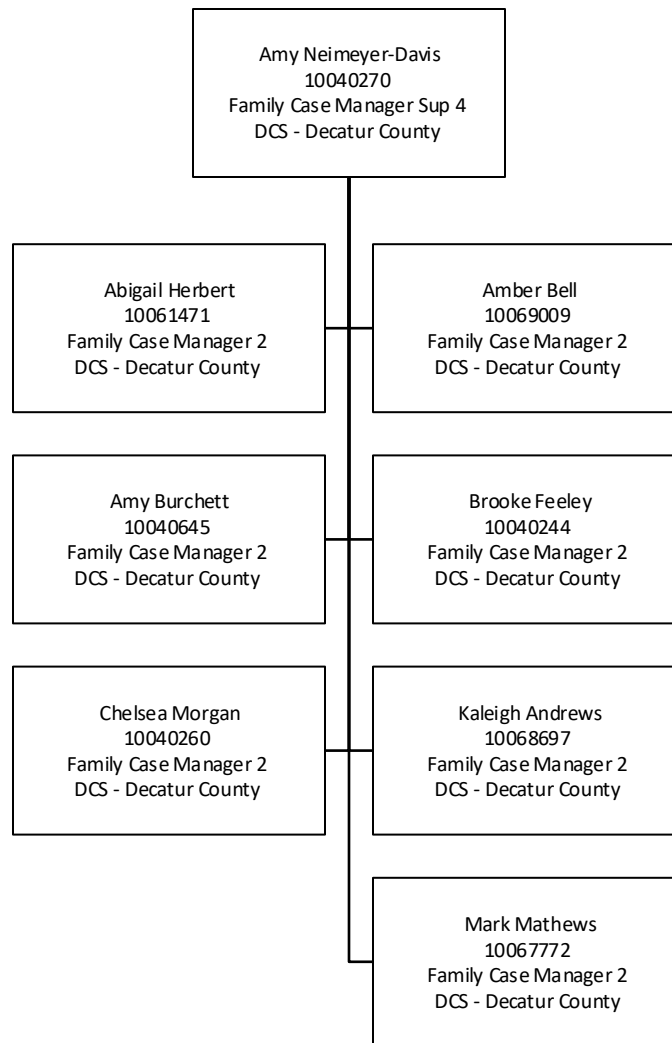 Amy Neimeyer-Davis
10040270
Family Case Manager Sup 4
DCS - Decatur County
Abigail Herbert
10061471
Family Case Manager 2
DCS - Decatur County
Amber Bell
10069009
Family Case Manager 2
DCS - Decatur County
Amy Burchett
10040645
Family Case Manager 2
DCS - Decatur County
Brooke Feeley
10040244
Family Case Manager 2
DCS - Decatur County
Chelsea Morgan
10040260
Family Case Manager 2
DCS - Decatur County
Kaleigh Andrews
10068697
Family Case Manager 2
DCS - Decatur County
Mark Mathews
10067772
Family Case Manager 2
DCS - Decatur County